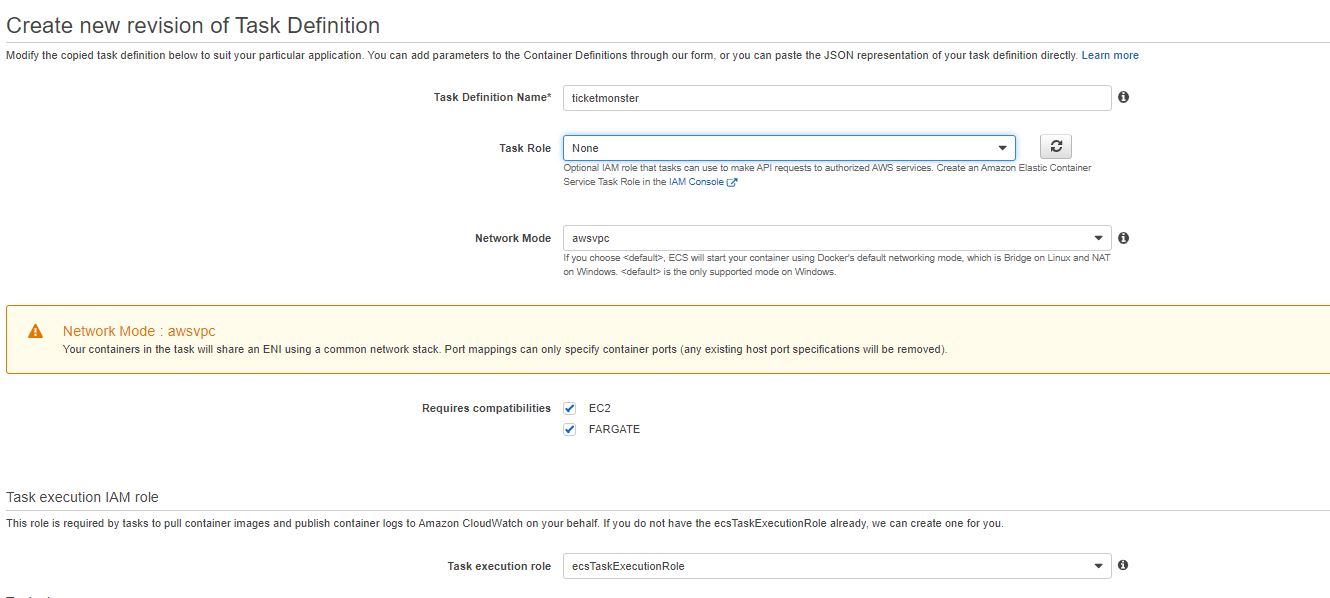 Create new revision of Task Definition
Modify the copied task definition below to suit your particular application. You can add parameters to the Container Definitions through our form, or you can paste the JSON representation of your task definition directly. Learn more
Task Definition Name* ticketmonster
Task Role None
Optional IAM role that tasks can use to make API requests to authorized AWS services. Create an Amazon Elastic Container
Service Task Role in the IAM Console
Network Mode awsvpc
If you choose <default>, ECS will start your container using Docker's default networking mode, which is Bridge on Linux and NAT
on Windows. <default> is the only supported mode on Windows.
Network Mode : awsvpc
Your containers in the task will share an ENI using a common network stack. Port mappings can only specify container ports (any existing host port specifications will be removed).
Requires compatibilities EC2
FARGATE
Task execution IAM role
This role is required by tasks to pull container images and publish container logs to Amazon CloudWatch on your behalf. If you do not have the ecsTaskExecutionRole already, we can create one for you.
Task execution role ecsTaskExecutionRole